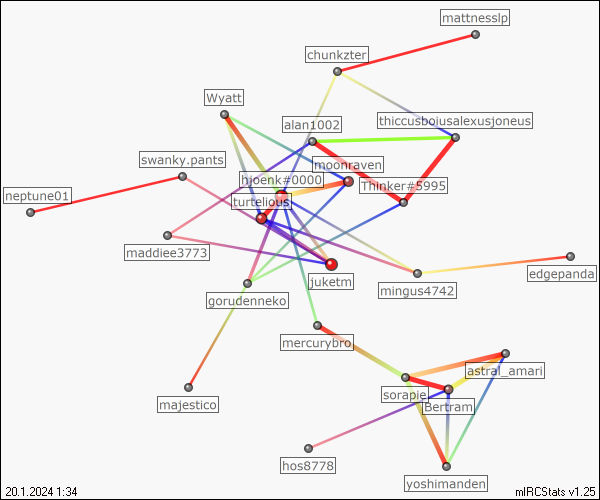 mattnesslp
chunkzter
Wyatt
thiccusboiusalexusjoneus
alan1002
swanky.pants
moonraven
hjoenk#0000
Thinker#5995
neptune01
turtelious
maddiee3773
juketm
edgepanda
mingus4742
gorudenneko
mercurybro
astral_amari
sorapie
Bertram
majestico
hos8778
yoshimanden
20.1.2024 1:34
mIRCStats v1.25